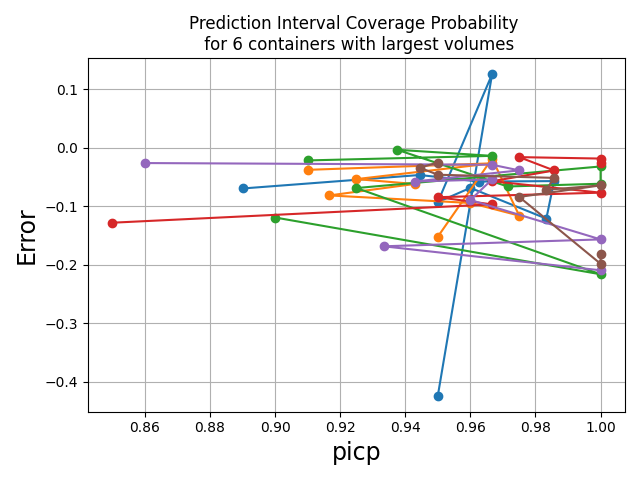 Prediction Interval Coverage Probability
for 6 containers with largest volumes
0.1
0.0
−0.1
−0.2
−0.3
−0.4
Error
0.86 0.88 0.90 0.92 0.94 0.96 0.98 1.00
picp